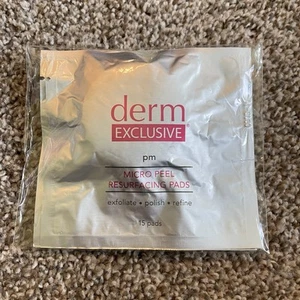 derm
EXCLUSIVE
pm
MICRO PEEL
RESURFACING PADS
exfoliate • polish • refine
15 pads